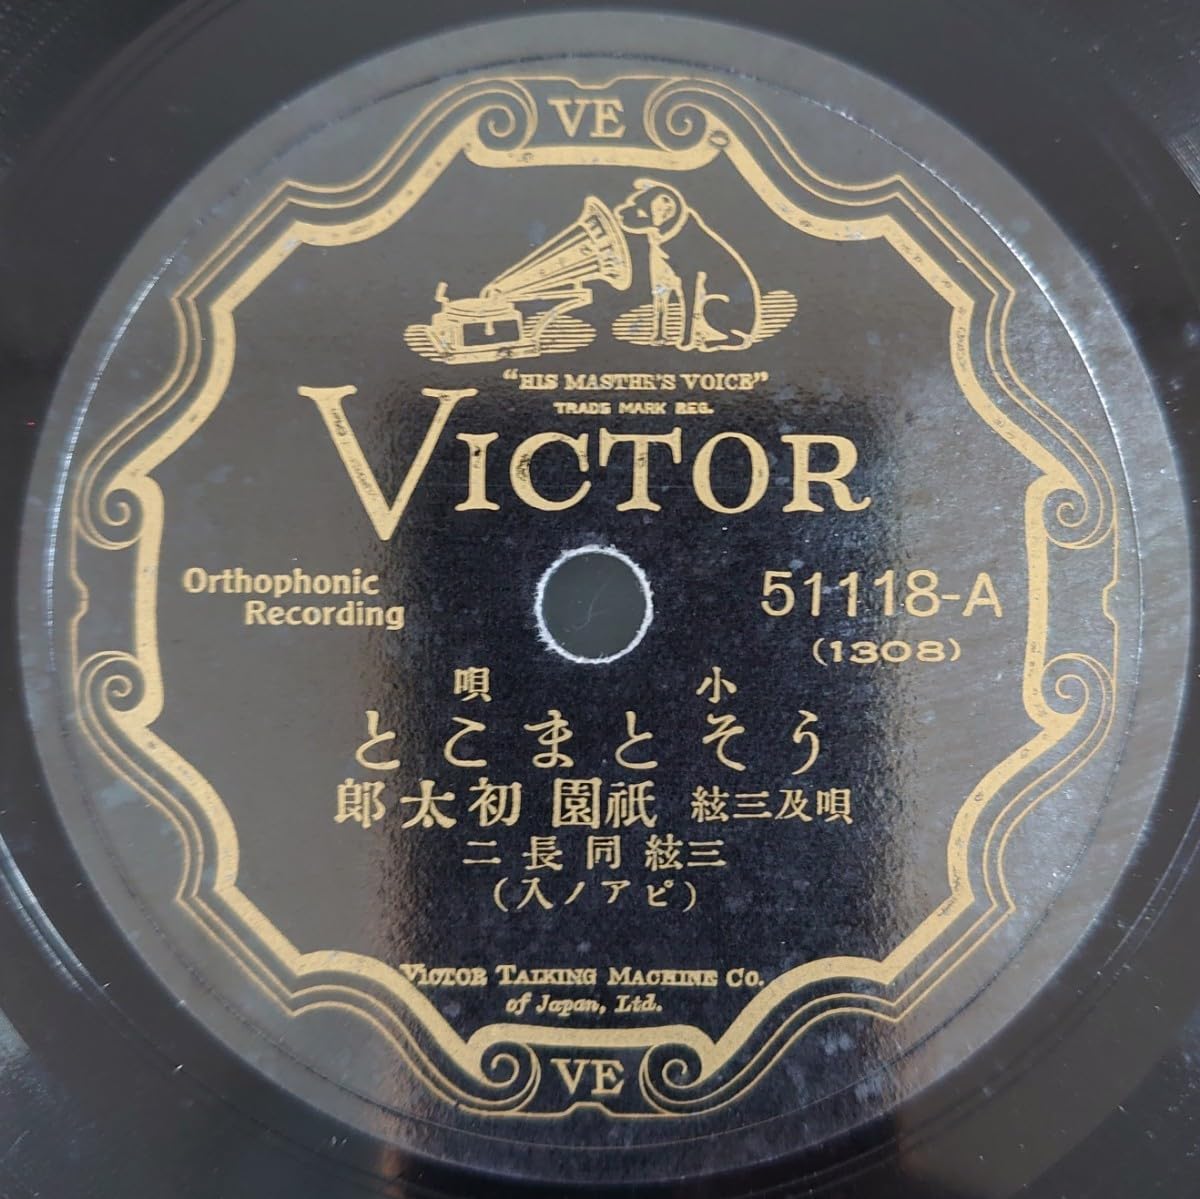 VE
"HIS MASTER'S VOICE"
TRADE MARK REG.
VICTOR
Orthophonic
Recording
51118-A
(1308)
小唄
うそとまこと
唄及三絃 祇園 初太郎
三絃 同 長二
(ピアノ入)
VICTOR TALKING MACHINE CO.
of Japan, Ltd.
VE